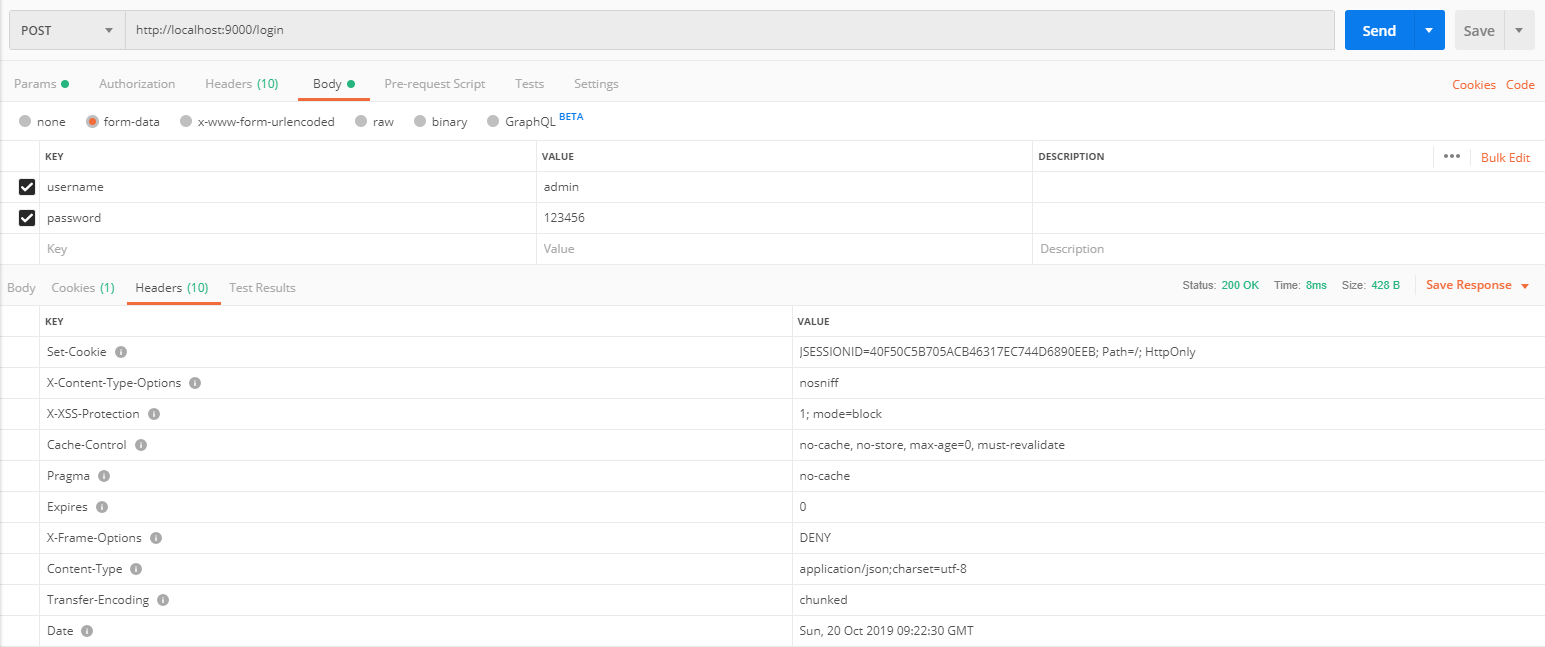 POST http://localhost:9000/login Send Save
Params Authorization Headers (10) Body Pre-request Script Tests Settings Cookies Code
none form-data x-www-form-urlencoded raw binary GraphQL BETA
KEY VALUE DESCRIPTION ••• Bulk Edit
username admin
password 123456
Key Value Description
Body Cookies (1) Headers (10) Test Results Status: 200 OK Time: 8ms Size: 428 B Save Response
KEY VALUE
Set-Cookie JSESSIONID=40F50C5B705ACB46317EC744D6890EEB; Path=/; HttpOnly
X-Content-Type-Options nosniff
X-XSS-Protection 1; mode=block
Cache-Control no-cache, no-store, max-age=0, must-revalidate
Pragma no-cache
Expires 0
X-Frame-Options DENY
Content-Type application/json;charset=utf-8
Transfer-Encoding chunked
Date Sun, 20 Oct 2019 09:22:30 GMT